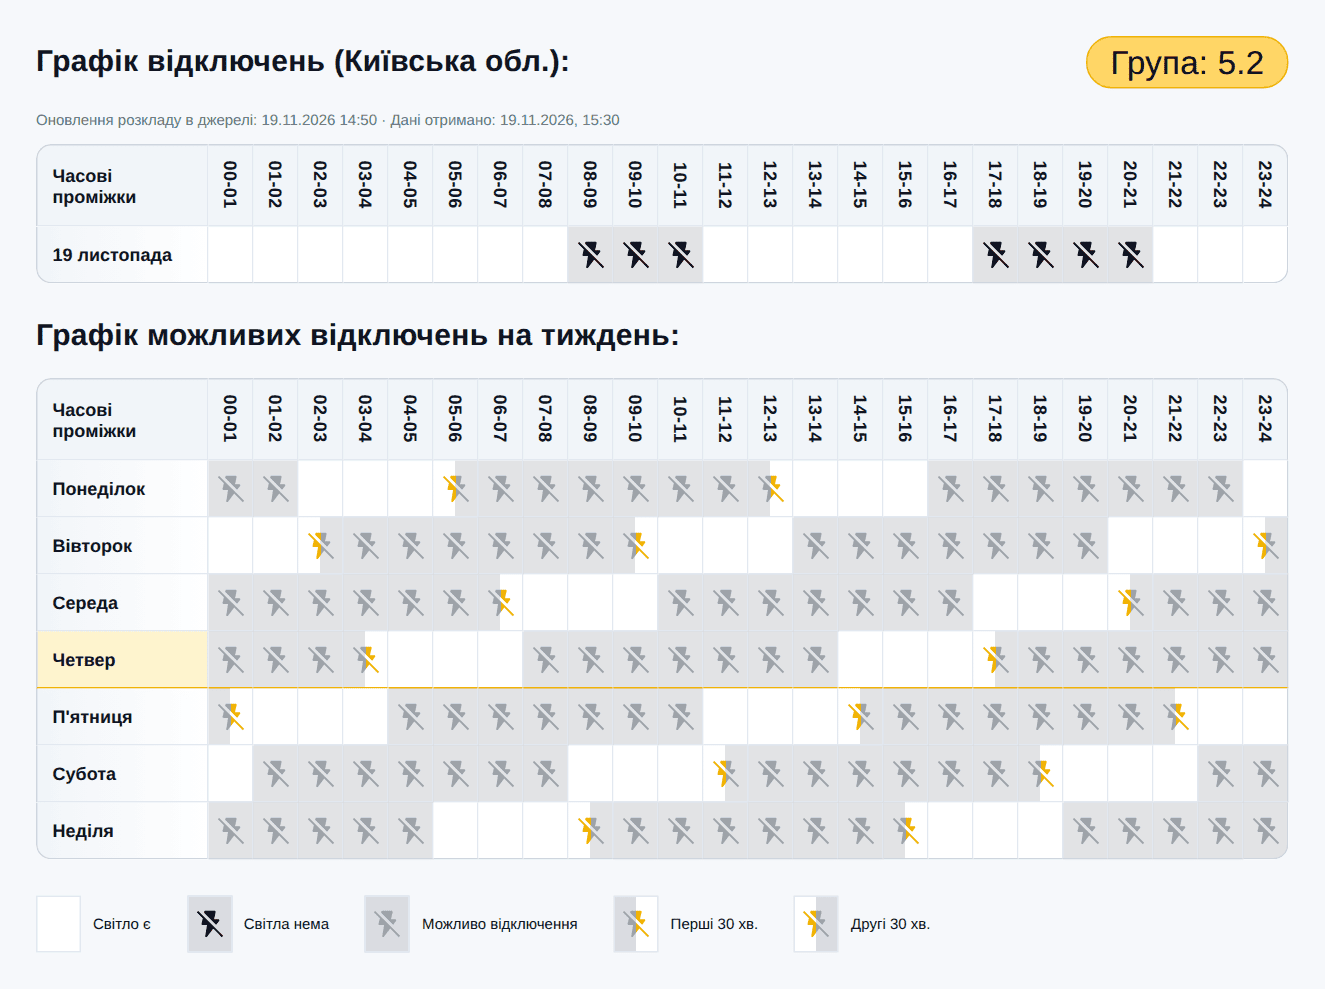 Графік відключень (Київська обл.):
Група: 5.2
Оновлення розкладу в джерелі: 19.11.2026 14:50 · Дані отримано: 19.11.2026, 15:30
Часові проміжки 00-01 01-02 02-03 03-04 04-05 05-06 06-07 07-08 08-09 09-10 10-11 11-12 12-13 13-14 14-15 15-16 16-17 17-18 18-19 19-20 20-21 21-22 22-23 23-24
19 листопада
Графік можливих відключень на тиждень:
Часові проміжки 00-01 01-02 02-03 03-04 04-05 05-06 06-07 07-08 08-09 09-10 10-11 11-12 12-13 13-14 14-15 15-16 16-17 17-18 18-19 19-20 20-21 21-22 22-23 23-24
Понеділок
Вівторок
Середа
Четвер
П'ятниця
Субота
Неділя
Світло є Світла нема Можливо відключення Перші 30 хв. Другі 30 хв.